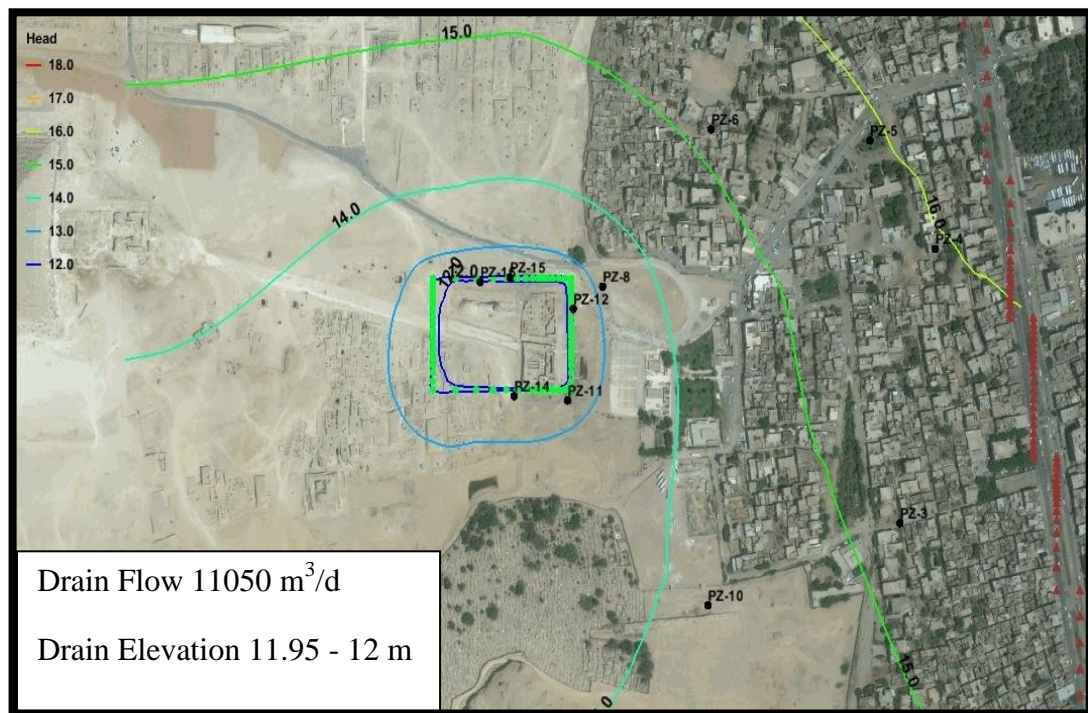 Head
18.0
17.0
16.0
15.0
14.0
13.0
12.0
15.0
PZ-6
PZ-5
14.0
16.0
PZ-4
PZ-15
PZ-8
PZ-12
PZ-14
PZ-11
PZ-3
PZ-10
15.0
Drain Flow 11050 m³/d
Drain Elevation 11.95 - 12 m